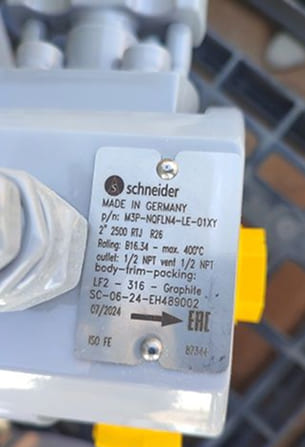 schneider
MADE IN GERMANY
p/n: M3P-NQFLN4-LE-01XY
2" 2500 RTJ R26
Rating: B16.34 - max. 400°C
outlet: 1/2 NPT vent 1/2 NPT
body-trim-packing:
LF2 - 316 - Graphite
SC-06-24-EH489002
07/2024 EAC
ISO FE